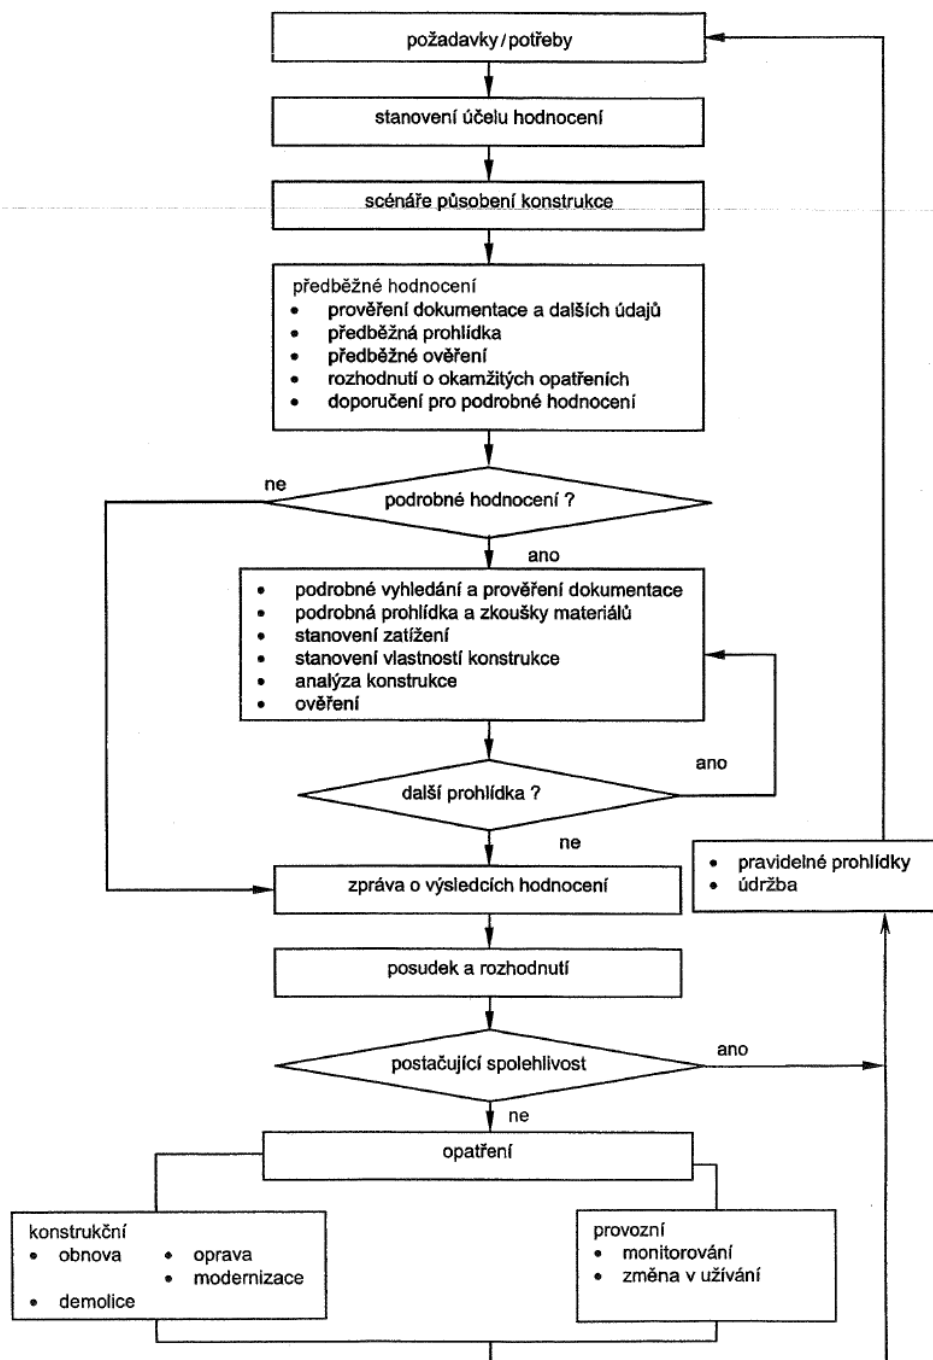 požadavky/potřeby
stanovení účelu hodnocení
scénáře působení konstrukce
předběžné hodnocení
• prověření dokumentace a dalších údajů
• předběžná prohlídka
• předběžné ověření
• rozhodnutí o okamžitých opatřeních
• doporučení pro podrobné hodnocení
ne
podrobné hodnocení ?
ano
• podrobné vyhledání a prověření dokumentace
• podrobná prohlídka a zkoušky materiálů
• stanovení zatížení
• stanovení vlastností konstrukce
• analýza konstrukce
• ověření
ano
další prohlídka ?
ne
• pravidelné prohlídky
• údržba
zpráva o výsledcích hodnocení
posudek a rozhodnutí
postačující spolehlivost
ano
ne
opatření
konstrukční
• obnova • oprava
• modernizace
• demolice
provozní
• monitorování
• změna v užívání